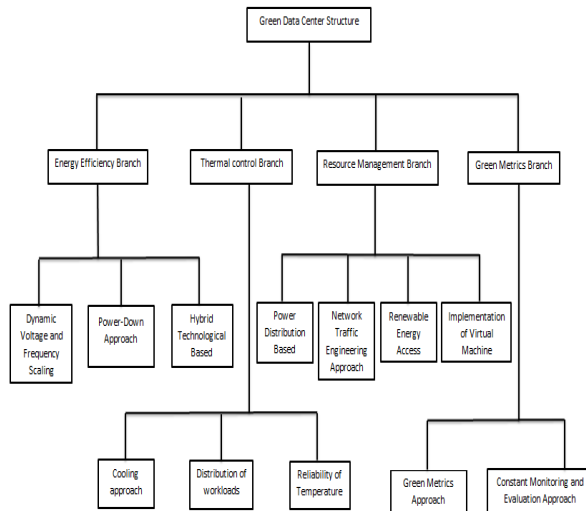 Green Data Center Structure
Energy Efficiency Branch
Thermal control Branch
Resource Management Branch
Green Metrics Branch
Dynamic
Voltage and
Frequency
Scaling
Power-Down
Approach
Hybrid
Technological
Based
Power
Distribution
Based
Network
Traffic
Engineering
Approach
Renewable
Energy
Access
Implementation
of Virtual
Machine
Cooling
approach
Distribution of
workloads
Reliability of
Temperature
Green Metrics
Approach
Constant Monitoring and
Evaluation Approach